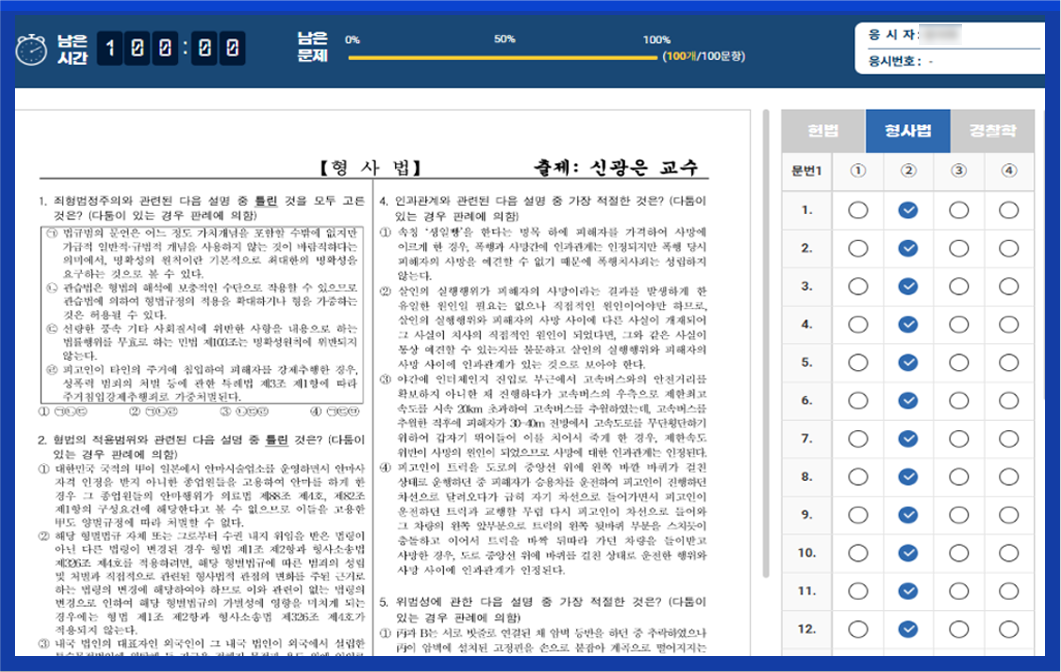 남은 시간
100:00
남은 문제
0% 50% 100%
(100개/100문항)
응 시 자 :
응시번호 : -
【형 사 법】 출제: 신광은 교수
1. 죄형법정주의와 관련된 다음 설명 중 틀린 것을 모두 고른
것은? (다툼이 있는 경우 판례에 의함)
㉠ 법규범의 문언은 어느 정도 가치개념을 포함할 수밖에 없지만
가급적 일반적·규범적 개념을 사용하지 않는 것이 바람직하다는
의미에서, 명확성의 원칙이란 기본적으로 최대한의 명확성을
요구하는 것으로 볼 수 있다.
㉡ 관습법은 형법의 해석에 보충적인 수단으로 작용할 수 있으므로
관습법에 의하여 형법규정의 적용을 확대하거나 형을 가중하는
것은 허용될 수 있다.
㉢ 선량한 풍속 기타 사회질서에 위반한 사항을 내용으로 하는
법률행위를 무효로 하는 민법 제103조는 명확성원칙에 위반되지
않는다.
㉣ 피고인이 타인의 주거에 침입하여 피해자를 강제추행한 경우,
성폭력 범죄의 처벌 등에 관한 특례법 제3조 제1항에 따라
주거침입강제추행죄로 가중처벌된다.
① ㉠㉡㉢ ② ㉠㉡㉣ ③ ㉡㉢㉣ ④ ㉠㉢㉣
2. 형법의 적용범위와 관련된 다음 설명 중 틀린 것은? (다툼이
있는 경우 판례에 의함)
① 대한민국 국적의 甲이 일본에서 안마시술업소를 운영하면서 안마사
자격 인정을 받지 아니한 종업원들을 고용하여 안마를 하게 한
경우 그 종업원들의 안마행위가 의료법 제88조 제4호, 제82조
제1항의 구성요건에 해당한다고 볼 수 없으므로 이들을 고용한
甲도 양벌규정에 따라 처벌할 수 없다.
② 해당 형벌법규 자체 또는 그로부터 수권 내지 위임을 받은 법령이
아닌 다른 법령이 변경된 경우 형법 제1조 제2항과 형사소송법
제326조 제4호를 적용하려면, 해당 형벌법규에 따른 범죄의 성립
및 처벌과 직접적으로 관련된 형사법적 관점의 변화를 주된 근거로
하는 법령의 변경에 해당하여야 하므로 이와 관련이 없는 법령의
변경으로 인하여 해당 형벌법규의 가벌성에 영향을 미치게 되는
경우에는 형법 제1조 제2항과 형사소송법 제326조 제4호가
적용되지 않는다.
③ 내국 법인의 대표자인 외국인이 그 내국 법인이 외국에서 설립한
4. 인과관계와 관련된 다음 설명 중 가장 적절한 것은? (다툼이
있는 경우 판례에 의함)
① 속칭 '생일빵'을 한다는 명목 하에 피해자를 가격하여 사망에
이르게 한 경우, 폭행과 사망간에 인과관계는 인정되지만 폭행 당시
피해자의 사망을 예견할 수 없기 때문에 폭행치사죄는 성립하지
않는다.
② 살인의 실행행위가 피해자의 사망이라는 결과를 발생하게 한
유일한 원인일 필요는 없으나 직접적인 원인이어야만 하므로,
살인의 실행행위와 피해자의 사망 사이에 다른 사실이 개재되어
그 사실이 치사의 직접적인 원인이 되었다면, 그와 같은 사실이
통상 예견할 수 있는지를 불문하고 살인의 실행행위와 피해자의
사망 사이에 인과관계가 있는 것으로 보아야 한다.
③ 야간에 인터체인지 진입로 부근에서 고속버스와의 안전거리를
확보하지 아니한 채 진행하다가 고속버스의 우측으로 제한최고
속도를 시속 20km 초과하여 고속버스를 추월하였는데, 고속버스를
추월한 직후에 피해자가 30~40m 전방에서 고속도로를 무단횡단하기
위하여 갑자기 뛰어들어 이를 치어서 죽게 한 경우, 제한속도
위반이 사망의 원인이 되었으므로 사망에 대한 인과관계는 인정된다.
④ 피고인이 트럭을 도로의 중앙선 위에 왼쪽 바깥 바퀴가 걸친
상태로 운행하던 중 피해자가 승용차를 운전하여 피고인이 진행하던
차선으로 달려오다가 급히 자기 차선으로 들어가면서 피고인이
운전하던 트럭과 교행할 무렵 다시 피고인이 차선으로 들어와
그 차량의 왼쪽 앞부분으로 트럭의 왼쪽 뒷바퀴 부분을 스치듯이
충돌하고 이어서 트럭을 바짝 뒤따라 가던 차량을 들이받고
사망한 경우, 도로 중앙선 위에 바퀴를 걸친 상태로 운전한 행위와
사망 사이에 인과관계가 인정된다.
5. 위법성에 관한 다음 설명 중 가장 적절한 것은? (다툼이
있는 경우 판례에 의함)
① 丙과 B는 서로 밧줄로 연결된 채 암벽 등반을 하던 중 추락하였으나
丙이 암벽에 설치된 고정핀을 손으로 붙잡아 계곡으로 떨어지지는
헌법 형사법 경찰학
문번1 ① ② ③ ④
1.
2.
3.
4.
5.
6.
7.
8.
9.
10.
11.
12.